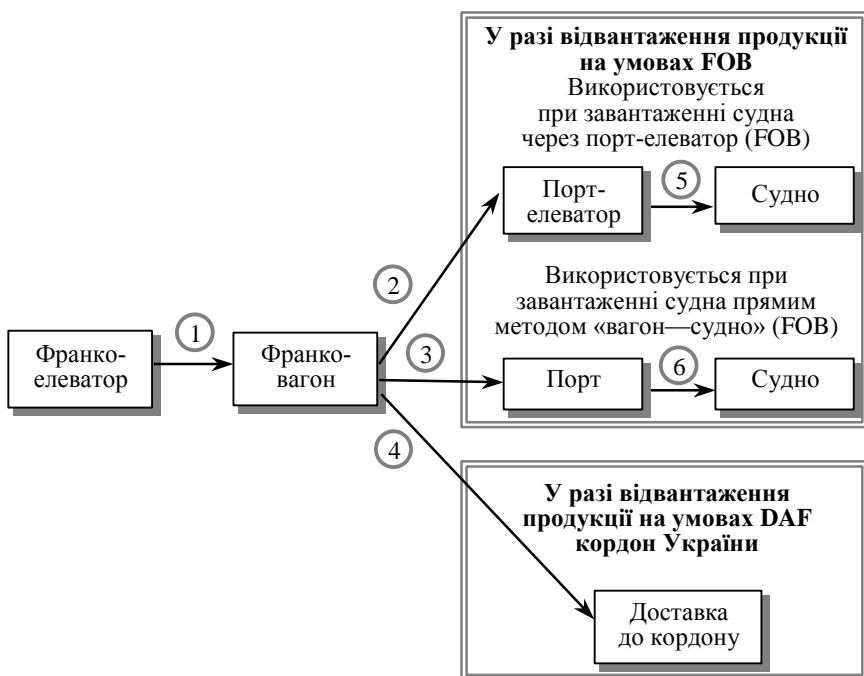 У разі відвантаження продукції
на умовах FOB
Використовується
при завантаженні судна
через порт-елеватор (FOB)
5
Порт-
елеватор
Судно
2
Використовується при
завантаженні судна прямим
методом «вагон—судно» (FOB)
1
Франко-
елеватор
Франко-
вагон
3
Порт
6
Судно
4
У разі відвантаження
продукції на умовах DAF
кордон України
Доставка
до кордону